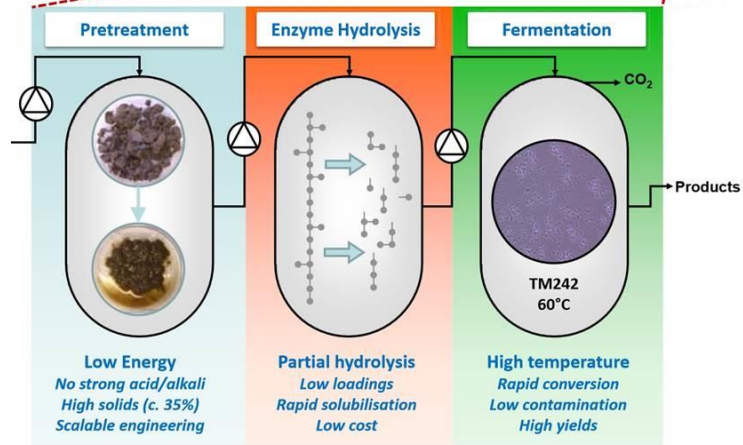 Pretreatment
Enzyme Hydrolysis
Fermentation
CO₂
Products
TM242
60°C
Low Energy
No strong acid/alkali
High solids (c. 35%)
Scalable engineering
Partial hydrolysis
Low loadings
Rapid solubilisation
Low cost
High temperature
Rapid conversion
Low contamination
High yields